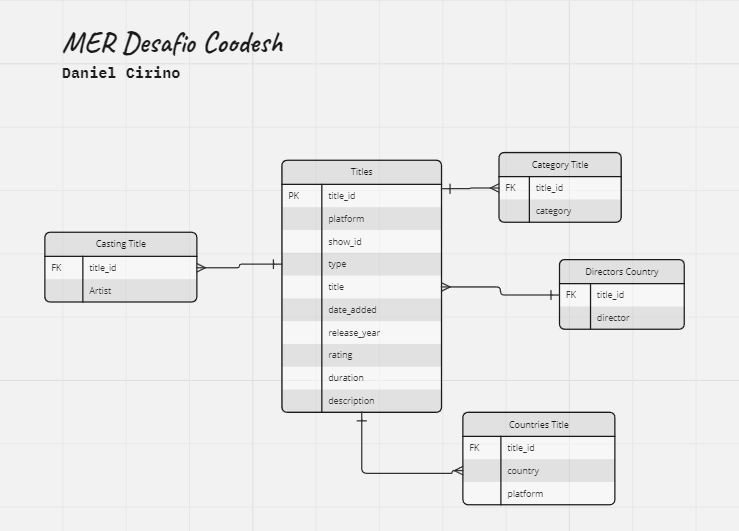 MER Desafio Coodesh
Daniel Cirino
Titles
PK title_id
platform
show_id
type
title
date_added
release_year
rating
duration
description
Category Title
FK title_id
category
Casting Title
FK title_id
Artist
Directors Country
FK title_id
director
Countries Title
FK title_id
country
platform